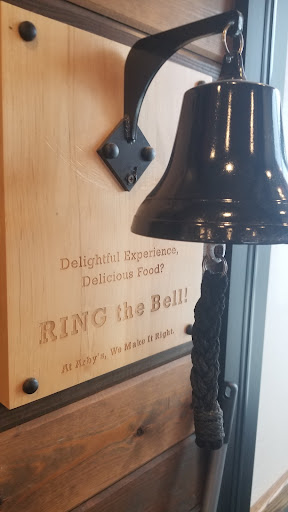 Delightful Experience,
Delicious Food?
RING the Bell!
At Arby's, We Make It Right.